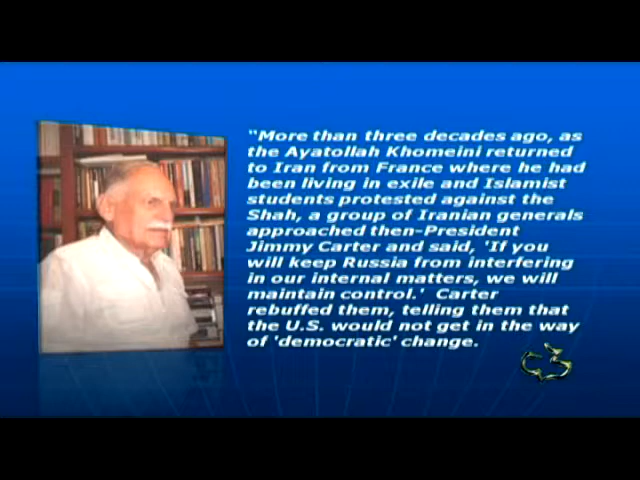 "More than three decades ago, as
the Ayatollah Khomeini returned
to Iran from France where he had
been living in exile and Islamist
students protested against the
Shah, a group of Iranian generals
approached then-President
Jimmy Carter and said, 'If you
will keep Russia from interfering
in our internal matters, we will
maintain control.'  Carter
rebuffed them, telling them that
the U.S. would not get in the way
of 'democratic' change.